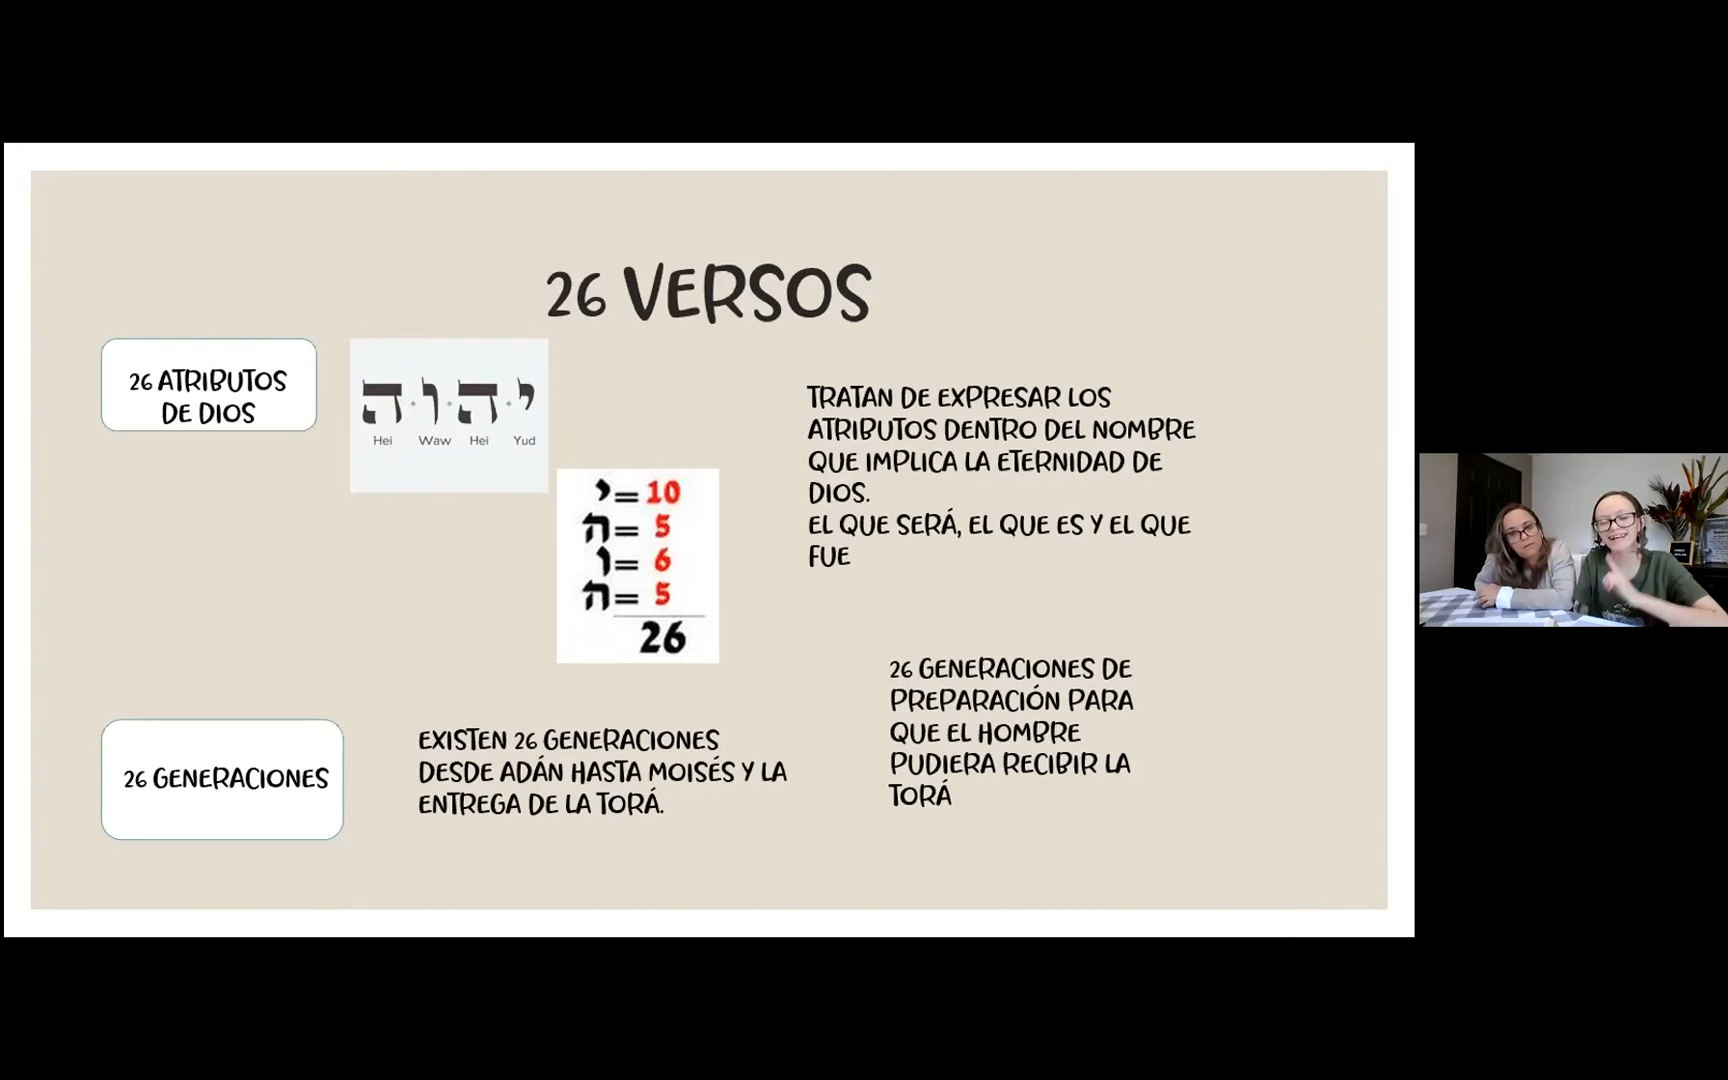 26 VERSOS
26 ATRIBUTOS
DE DIOS
י·ה·ו·ה
Hei Waw Hei Yud
י= 10
ה= 5
ו= 6
ה= 5
26
TRATAN DE EXPRESAR LOS
ATRIBUTOS DENTRO DEL NOMBRE
QUE IMPLICA LA ETERNIDAD DE
DIOS.
EL QUE SERÁ, EL QUE ES Y EL QUE
FUE
26 GENERACIONES
EXISTEN 26 GENERACIONES
DESDE ADÁN HASTA MOISÉS Y LA
ENTREGA DE LA TORÁ.
26 GENERACIONES DE
PREPARACIÓN PARA
QUE EL HOMBRE
PUDIERA RECIBIR LA
TORÁ